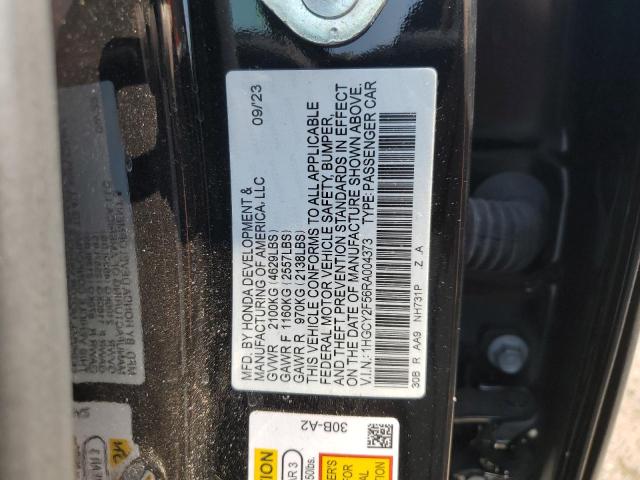 MFD. BY HONDA DEVELOPMENT & 09/'23
MANUFACTURING OF AMERICA, LLC
GVWR 2100KG (4629LBS)
GAWR F 1160KG (2557LBS)
GAWR R 970KG (2138LBS)
THIS VEHICLE CONFORMS TO ALL APPLICABLE
FEDERAL MOTOR VEHICLE SAFETY, BUMPER,
AND THEFT PREVENTION STANDARDS IN EFFECT
ON THE DATE OF MANUFACTURE SHOWN ABOVE.
V.I.N.: 1HGCY2F56RA004373 TYPE: PASSENGER CAR
30B R AA9 NH731P .Z .A
30B-A2